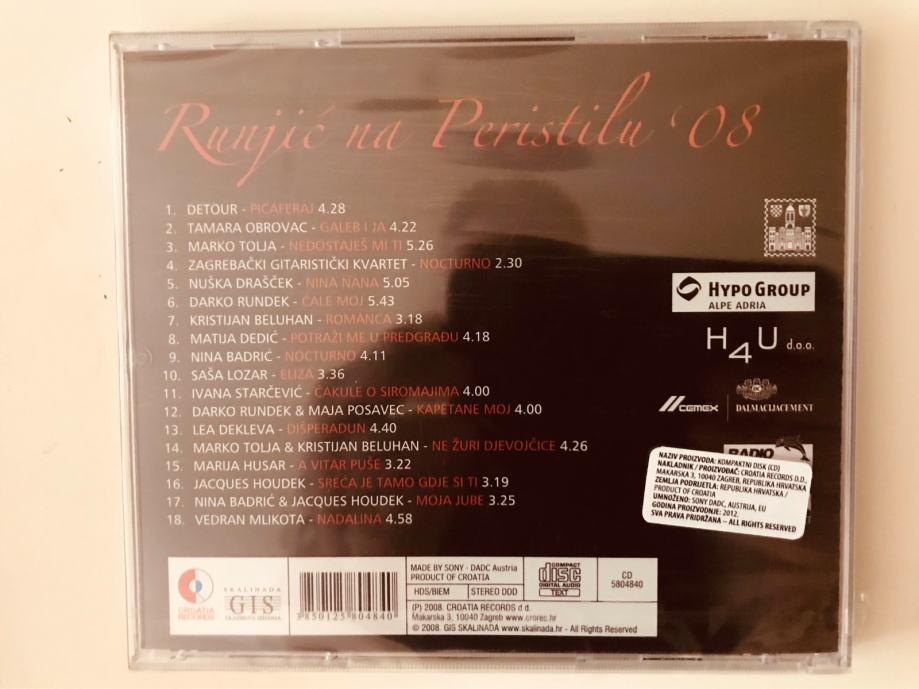 Runjić na Peristilu '08
1. DETOUR - PICAFERAJ 4.28
2. TAMARA OBROVAC - GALEB I JA 4.22
3. MARKO TOLJA - NEDOSTAJEŠ MI TI 5.26
4. ZAGREBAČKI GITARISTIČKI KVARTET - NOCTURNO 2.30
5. NUŠKA DRAŠČEK - NINA NANA 5.05
6. DARKO RUNDEK - ĆALE MOJ 5.43
7. KRISTIJAN BELUHAN - ROMANCA 3.18
8. MATIJA DEDIĆ - POTRAŽI ME U PREDGRAĐU 4.18
9. NINA BADRIĆ - NOCTURNO 4.11
10. SAŠA LOZAR - ELIZA 3.36
11. IVANA STARČEVIĆ - ĆAKULE O SIROMAJIMA 4.00
12. DARKO RUNDEK & MAJA POSAVEC - KAPETANE MOJ 4.00
13. LEA DEKLEVA - DIŠPERADUN 4.40
14. MARKO TOLJA & KRISTIJAN BELUHAN - NE ŽURI DJEVOJČICE 4.26
15. MARIJA HUSAR - A VITAR PUŠE 3.22
16. JACQUES HOUDEK - SREĆA JE TAMO GDJE SI TI 3.19
17. NINA BADRIĆ & JACQUES HOUDEK - MOJA JUBE 3.25
18. VEDRAN MLIKOTA - NADALINA 4.58
HYPO GROUP
ALPE ADRIA
H4U d.o.o.
CEMEX DALMACIJACEMENT
RADIO
NAZIV PROIZVODA: KOMPAKTNI DISK (CD)
NAKLADNIK / PROIZVOĐAČ: CROATIA RECORDS D.D.,
MAKARSKA 3, 10040 ZAGREB, REPUBLIKA HRVATSKA
ZEMLJA PODRIJETLA: REPUBLIKA HRVATSKA /
PRODUCT OF CROATIA
UMNOŽENO: SONY DADC, AUSTRIJA, EU
GODINA PROIZVODNJE: 2012.
SVA PRAVA PRIDRŽANA – ALL RIGHTS RESERVED
CROATIA
RECORDS
SKALINADA
GIS
GLAZBENA IZDANJA
3850125804840
MADE BY SONY - DADC Austria
PRODUCT OF CROATIA
HDS/BIEM
STEREO DDD
COMPACT
disc
DIGITAL AUDIO
TEXT
CD
5804840
(P) 2008. CROATIA RECORDS d d.
Makarska 3, 10040 Zagreb www.crorec.hr
© 2008. GIS SKALINADA www.skalinada.hr - All Rights Reserved